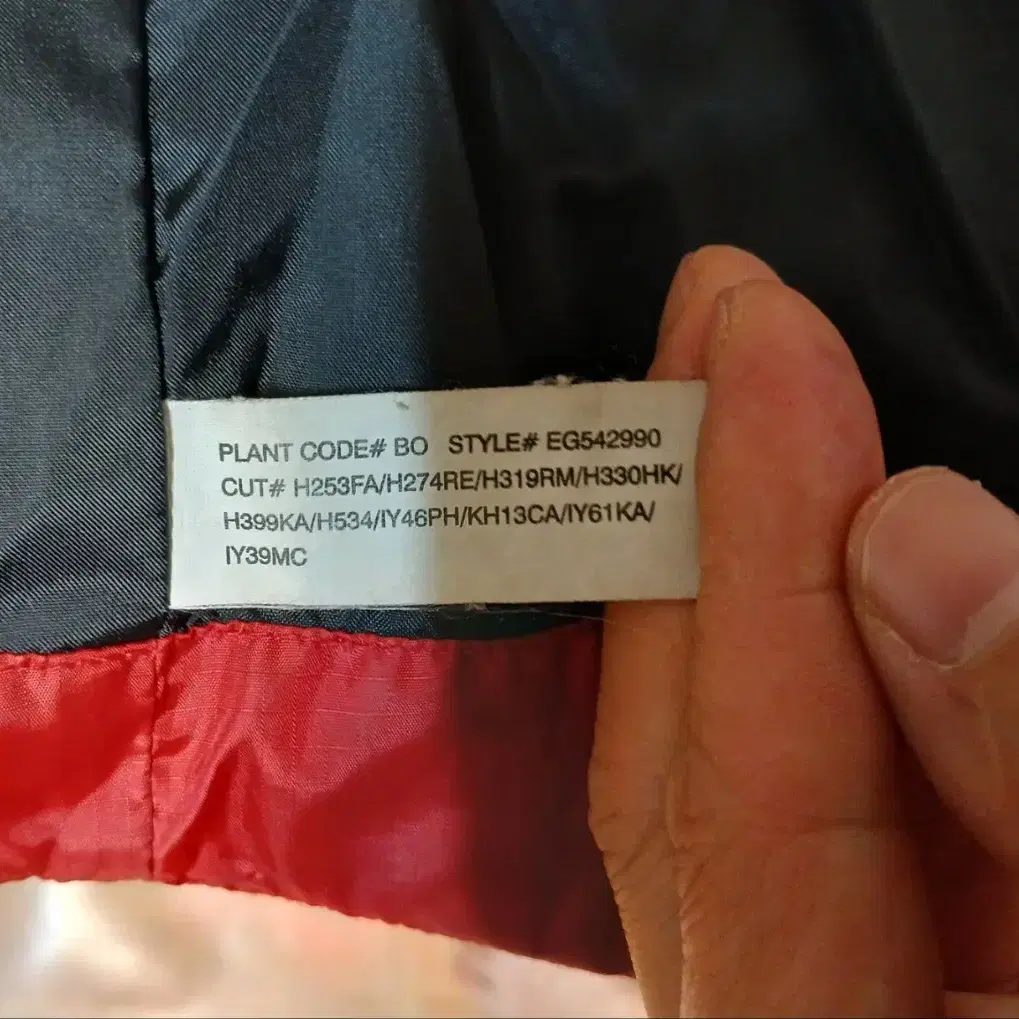 PLANT CODE# BO STYLE# EG542990
CUT# H253FA/H274RE/H319RM/H330HK/
H399KA/H534/IY46PH/KH13CA/IY61KA/
IY39MC